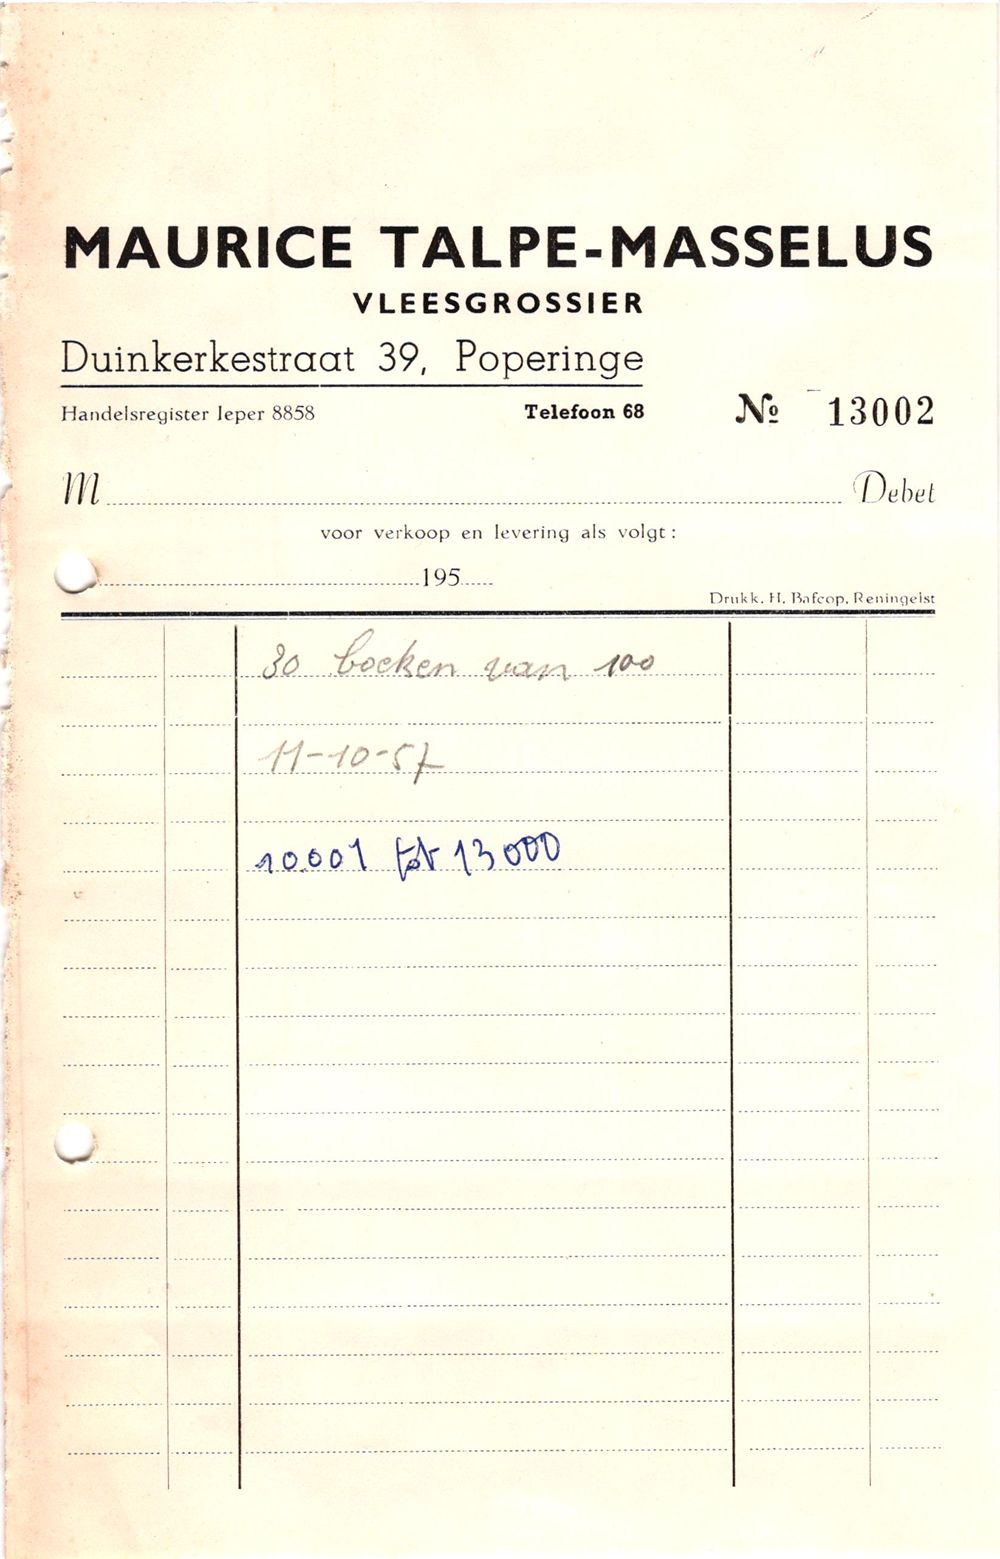 MAURICE TALPE-MASSELUS
VLEESGROSSIER
Duinkerkestraat 39, Poperinge
Handelsregister Ieper 8858 Telefoon 68 № 13002
M Debet
voor verkoop en levering als volgt :
195
Drukk. H. Bafcop, Reningelst
30 boeken van 100
11-10-57
10.001 tot 13000